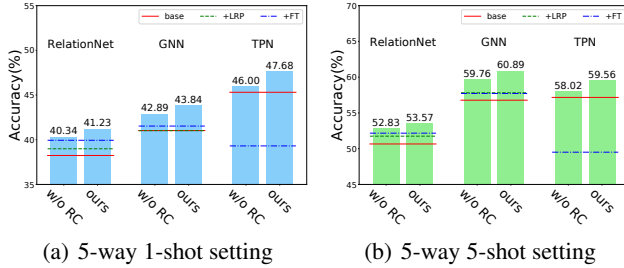 55
50
45
40
35
Accuracy(%)
base +LRP +FT
RelationNet GNN TPN
40.34 41.23 42.89 43.84 46.00 47.68
w/o RC ours w/o RC ours w/o RC ours
(a) 5-way 1-shot setting
70
65
60
55
50
45
Accuracy(%)
base +LRP +FT
RelationNet GNN TPN
52.83 53.57 59.76 60.89 58.02 59.56
w/o RC ours w/o RC ours w/o RC ours
(b) 5-way 5-shot setting